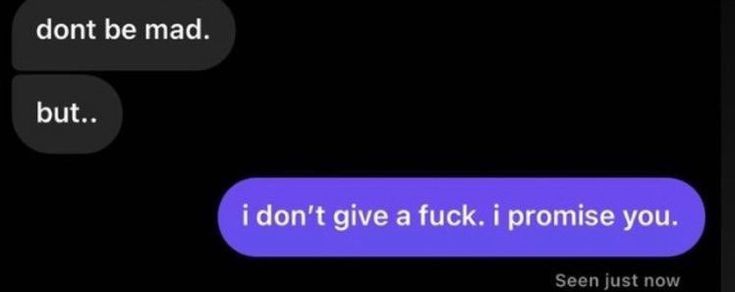 dont be mad.
but..
i don't give a fuck. i promise you.
Seen just now